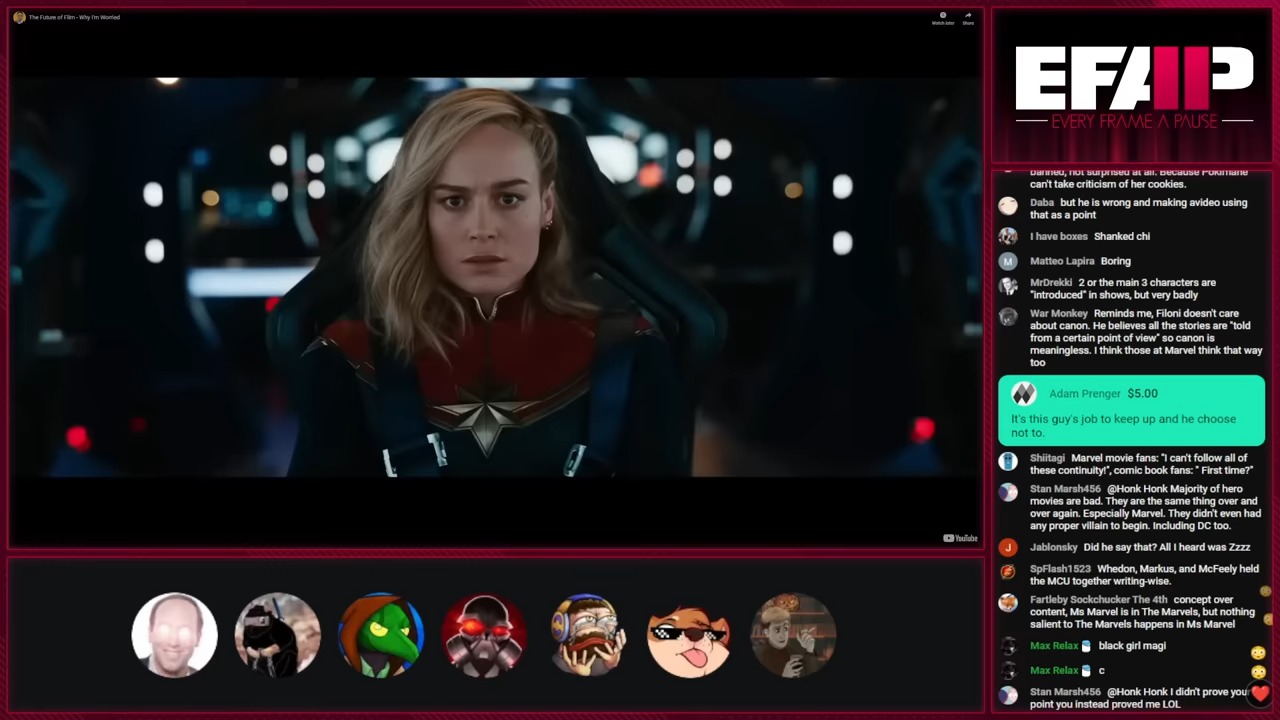 The Future of Film - Why I'm Worried
Watch later
Share
YouTube
EFAP
EVERY FRAME A PAUSE
banned, not surprised at all. Because Pokimane
can't take criticism of her cookies.
Daba but he is wrong and making avideo using
that as a point
I have boxes Shanked chi
M
Matteo Lapira Boring
MrDrekki 2 or the main 3 characters are
"introduced" in shows, but very badly
War Monkey Reminds me, Filoni doesn't care
about canon. He believes all the stories are "told
from a certain point of view" so canon is
meaningless. I think those at Marvel think that way
too
Adam Prenger $5.00
It's this guy's job to keep up and he choose
not to.
Shiitagi Marvel movie fans: "I can't follow all of
these continuity!", comic book fans: " First time?"
Stan Marsh456 @Honk Honk Majority of hero
movies are bad. They are the same thing over and
over again. Especially Marvel. They didn't even had
any proper villain to begin. Including DC too.
J
Jablonsky Did he say that? All I heard was Zzzz
SpFlash1523 Whedon, Markus, and McFeely held
the MCU together writing-wise.
Fartleby Sockchucker The 4th concept over
content, Ms Marvel is in The Marvels, but nothing
salient to The Marvels happens in Ms Marvel
Max Relax black girl magi
Max Relax c
Stan Marsh456 @Honk Honk I didn't prove your
point you instead proved me LOL